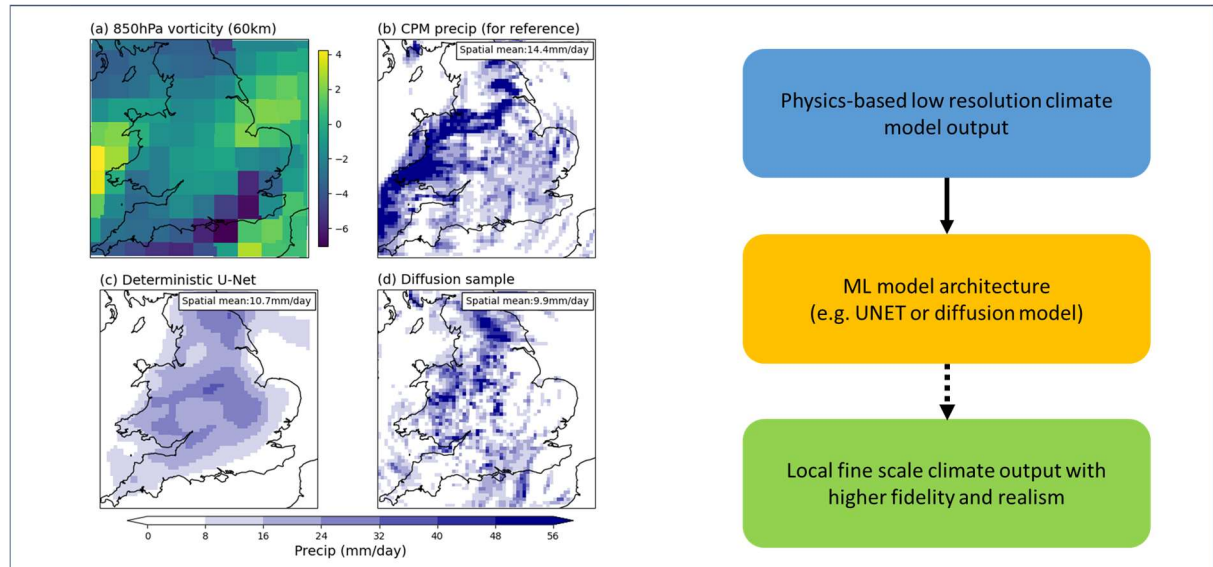 (a) 850hPa vorticity (60km)
4
2
0
−2
−4
−6
(b) CPM precip (for reference)
Spatial mean:14.4mm/day
(c) Deterministic U-Net
Spatial mean:10.7mm/day
(d) Diffusion sample
Spatial mean:9.9mm/day
0 8 16 24 32 40 48 56
Precip (mm/day)
Physics-based low resolution climate
model output
ML model architecture
(e.g. UNET or diffusion model)
Local fine scale climate output with
higher fidelity and realism